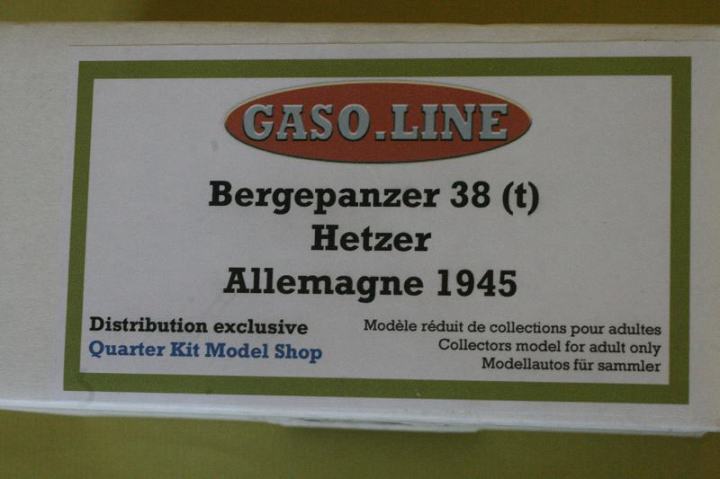 GASO.LINE
Bergepanzer 38 (t)
Hetzer
Allemagne 1945
Distribution exclusive
Quarter Kit Model Shop
Modèle réduit de collections pour adultes
Collectors model for adult only
Modellautos für sammler